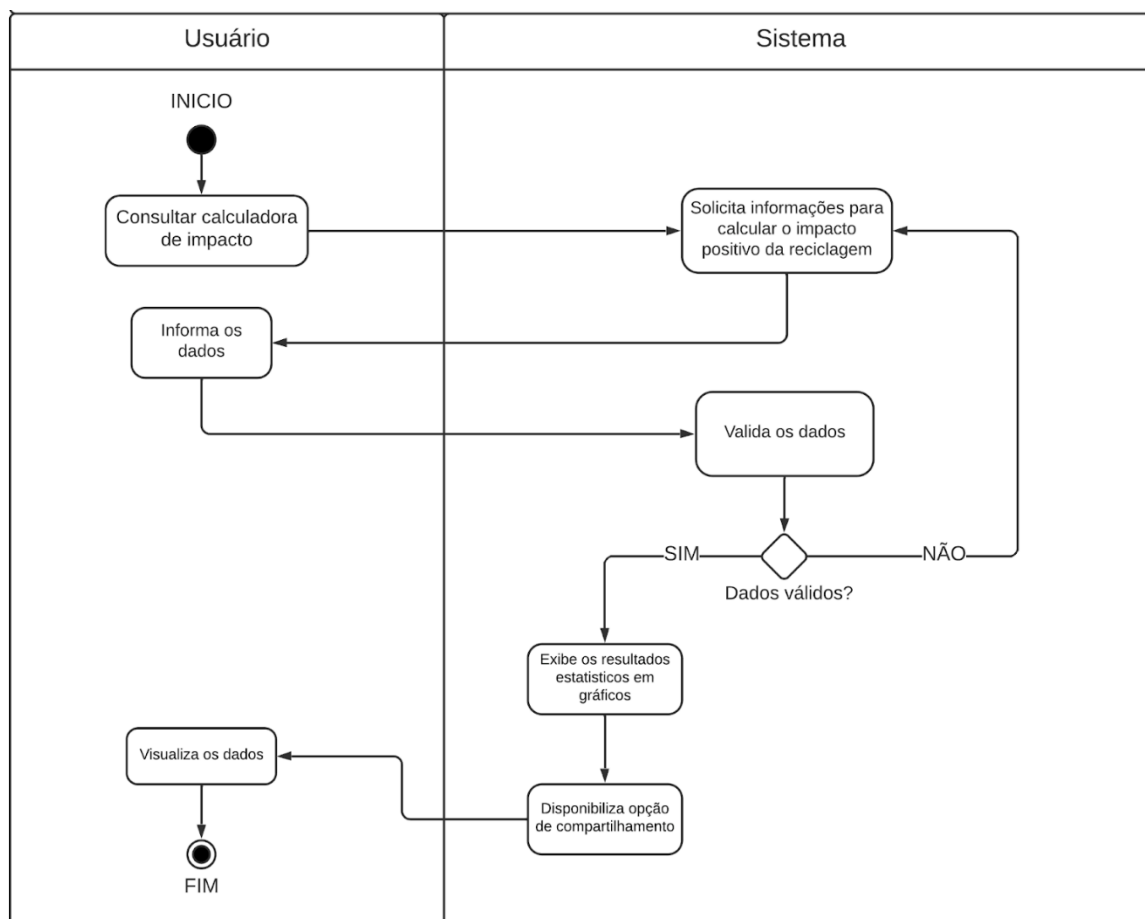 Usuário
Sistema
INICIO
Consultar calculadora
de impacto
Solicita informações para
calcular o impacto
positivo da reciclagem
Informa os
dados
Valida os dados
SIM
NÃO
Dados válidos?
Exibe os resultados
estatisticos em
gráficos
Visualiza os dados
Disponibiliza opção
de compartilhamento
FIM